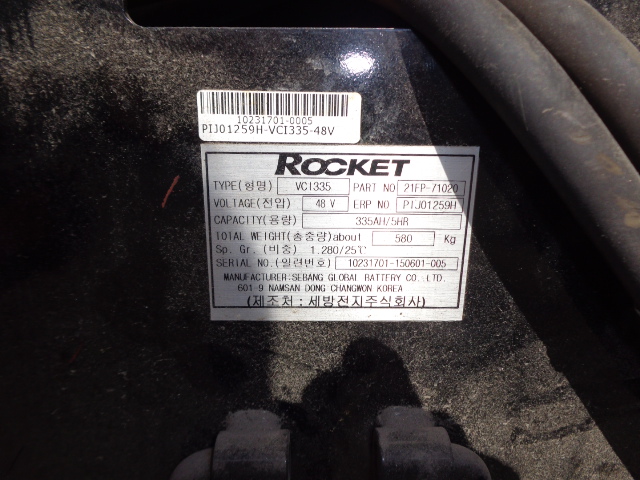 10231701-0005
PIJ01259H-VCI335-48V
ROCKET
TYPE(형명) VCI335 PART NO 21FP-71020
VOLTAGE(전압) 48 V ERP NO PIJ01259H
CAPACITY(용량) 335AH/5HR
TOTAL WEIGHT(총중량)about 580 Kg
Sp. Gr. (비중) 1.280/25℃
SERIAL NO.(일련번호) 10231701-150601-005
MANUFACTURER:SEBANG GLOBAL BATTERY CO., LTD.
601-9 NAMSAN DONG CHANGWON KOREA
(제조처 : 세방전지주식회사)